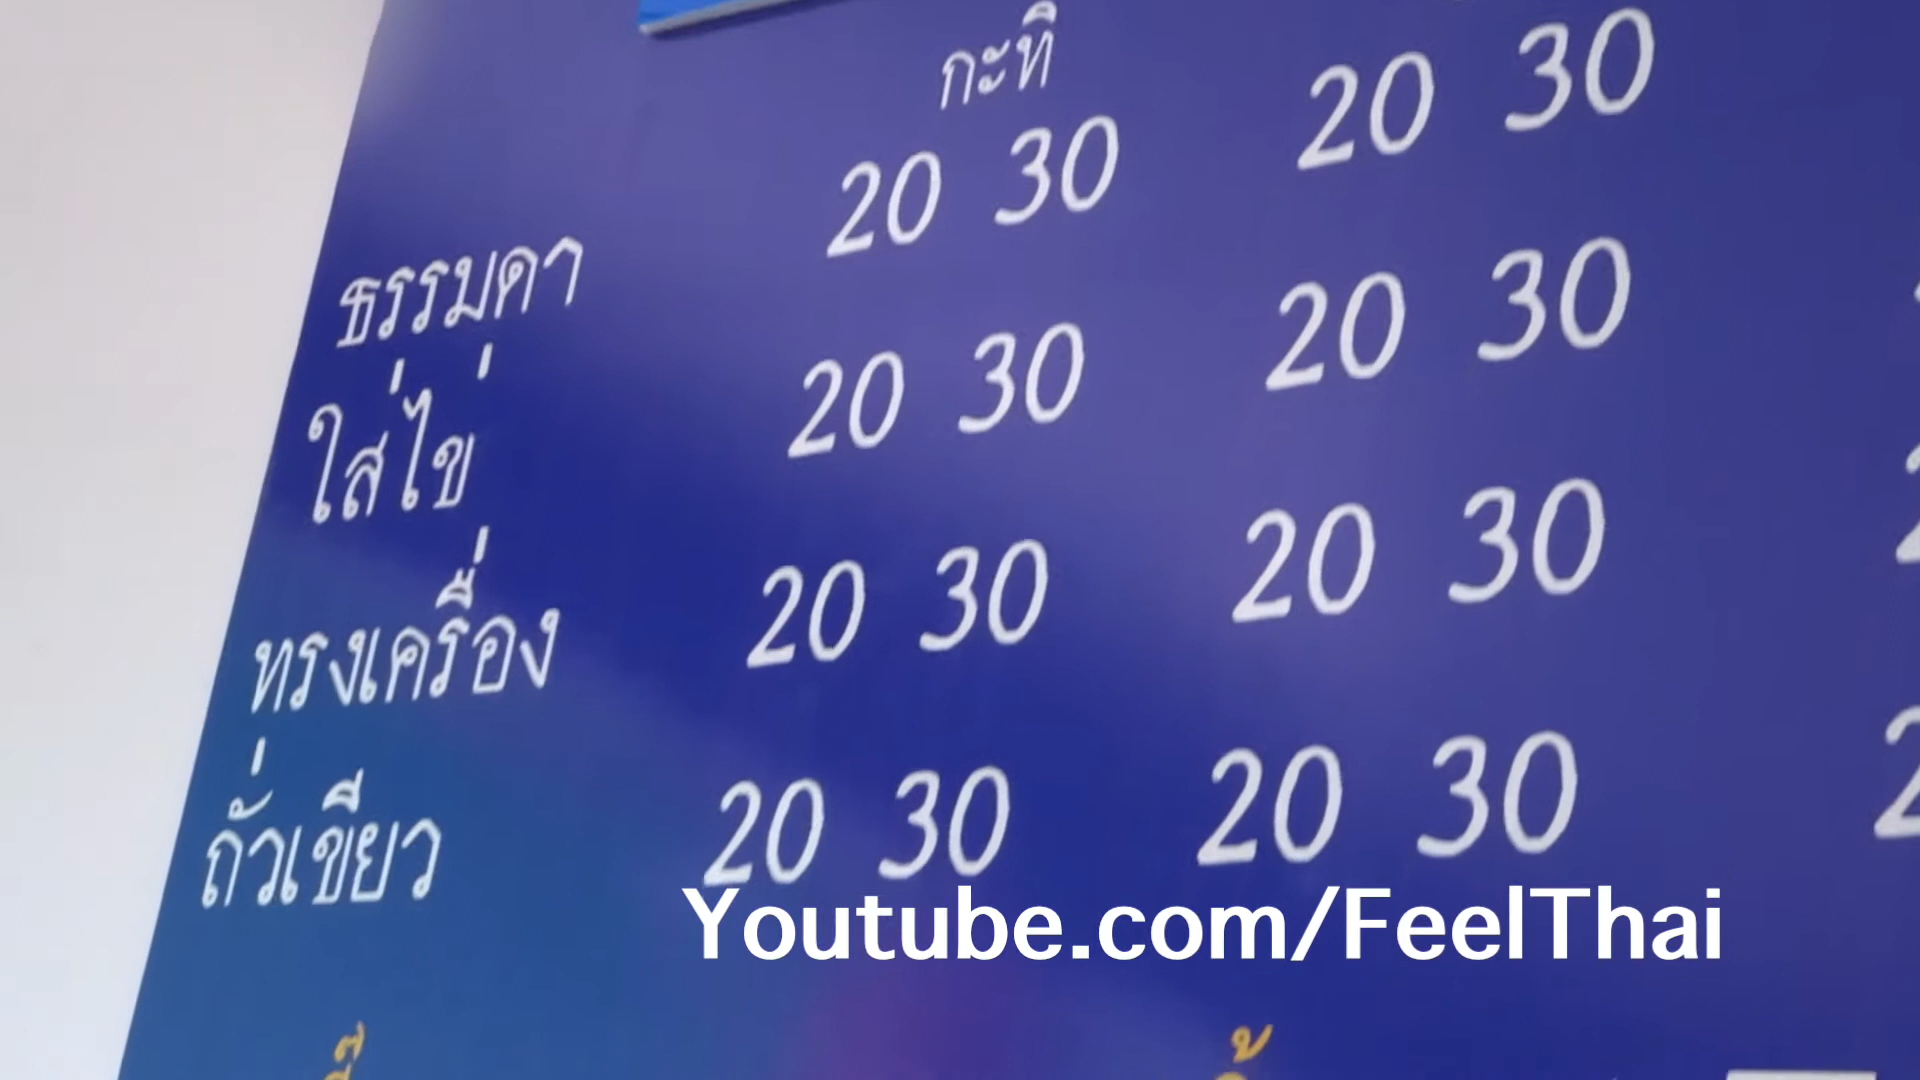 กะทิ
ธรรมดา 20 30 20 30
ใส่ไข่ 20 30 20 30
ทรงเครื่อง 20 30 20 30
ถั่วเขียว 20 30 20 30
Youtube.com/FeelThai